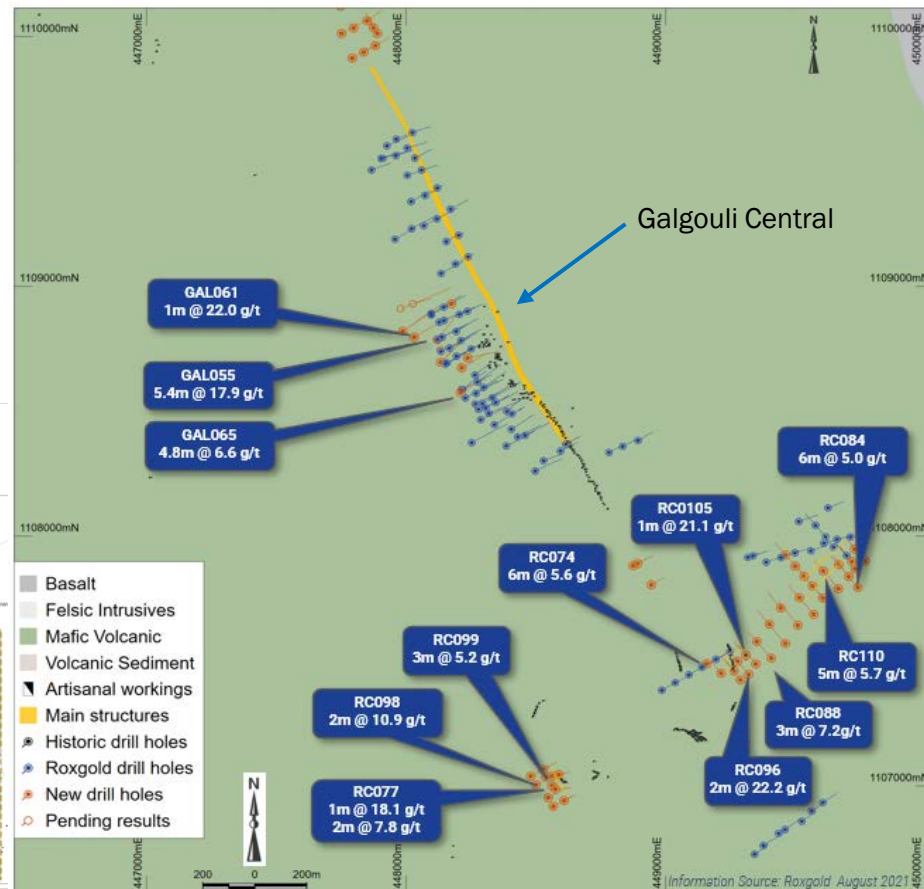 1110000mN
447000mE
448000mE
449000mE
450000mE
1110000mN
N
Galgouli Central
1109000mN
1109000mN
GAL061
1m @ 22.0 g/t
GAL055
5.4m @ 17.9 g/t
GAL065
4.8m @ 6.6 g/t
RC084
6m @ 5.0 g/t
RC0105
1m @ 21.1 g/t
1108000mN
1108000mN
RC074
6m @ 5.6 g/t
RC099
3m @ 5.2 g/t
RC110
5m @ 5.7 g/t
RC098
2m @ 10.9 g/t
RC088
3m @ 7.2g/t
RC096
2m @ 22.2 g/t
RC077
1m @ 18.1 g/t
2m @ 7.8 g/t
1107000mN
Basalt
Felsic Intrusives
Mafic Volcanic
Volcanic Sediment
Artisanal workings
Main structures
Historic drill holes
Roxgold drill holes
New drill holes
Pending results
N
447000mE
448000mE
449000mE
200 0 200m
Information Source: Roxgold August 2021